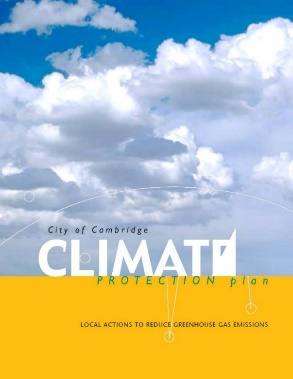 City of Cambridge
CLIMATE
PROTECTION plan
LOCAL ACTIONS TO REDUCE GREENHOUSE GAS EMISSIONS